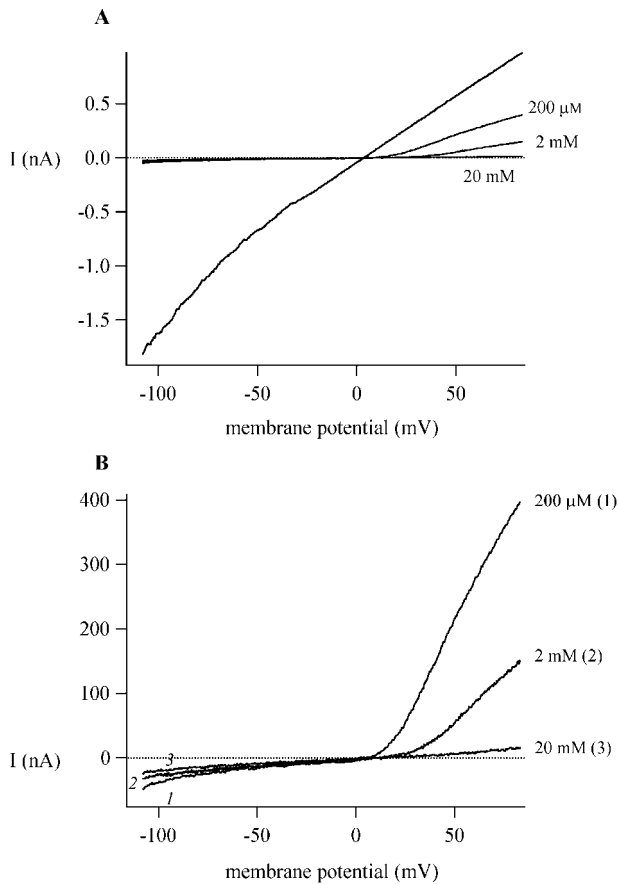 A
0.5
200 μM
2 mM
I (nA)
0.0
20 mM
-0.5
-1.0
-1.5
-100
-50
0
50
membrane potential (mV)
B
400
200 μM (1)
300
200
2 mM (2)
100
20 mM (3)
I (nA)
0
3
2
1
-100
-50
0
50
membrane potential (mV)